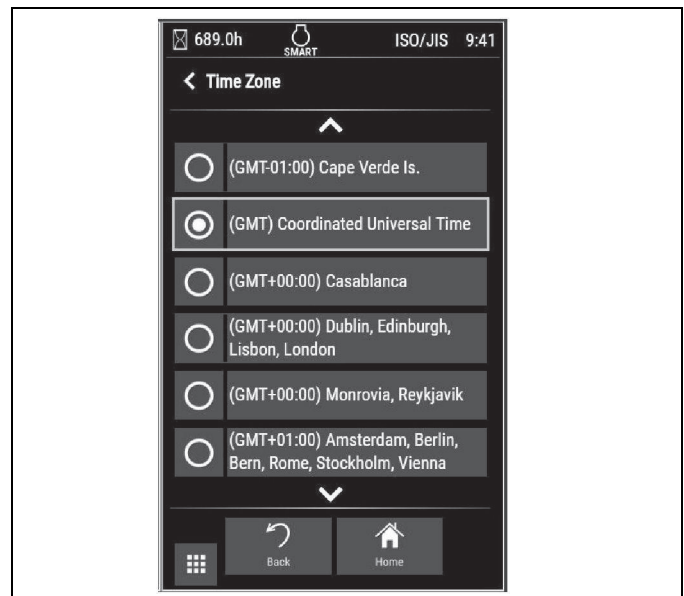 689.0h SMART ISO/JIS 9:41
Time Zone
(GMT-01:00) Cape Verde Is.
(GMT) Coordinated Universal Time
(GMT+00:00) Casablanca
(GMT+00:00) Dublin, Edinburgh,
Lisbon, London
(GMT+00:00) Monrovia, Reykjavik
(GMT+01:00) Amsterdam, Berlin,
Bern, Rome, Stockholm, Vienna
Back Home